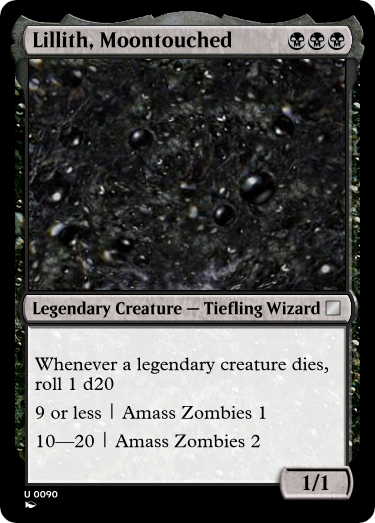 Lillith, Moontouched
Legendary Creature — Tiefling Wizard
Whenever a legendary creature dies,
roll 1 d20
9 or less | Amass Zombies 1
10—20 | Amass Zombies 2
1/1
U 0090